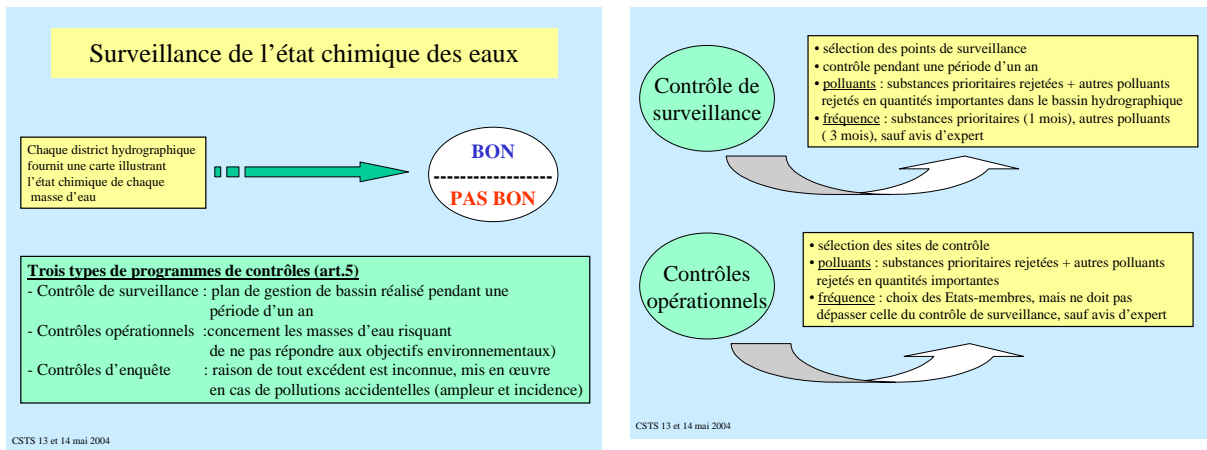 Surveillance de l'état chimique des eaux
Chaque district hydrographique
fournit une carte illustrant
l'état chimique de chaque
masse d'eau
BON
PAS BON
Trois types de programmes de contrôles (art.5)
- Contrôle de surveillance : plan de gestion de bassin réalisé pendant une
période d'un an
- Contrôles opérationnels :concernent les masses d'eau risquant
de ne pas répondre aux objectifs environmentaux)
- Contrôles d'enquête : raison de tout excédent est inconnue, mis en œuvre
en cas de pollutions accidentelles (ampleur et incidence)
CSTS 13 et 14 mai 2004
Contrôle de
surveillance
• sélection des points de surveillance
• contrôle pendant une période d'un an
• polluants : substances prioritaires rejetées + autres polluants
rejetés en quantités importantes dans le bassin hydrographique
• fréquence : substances prioritaires (1 mois), autres polluants
( 3 mois), sauf avis d'expert
Contrôles
opérationnels
• sélection des sites de contrôle
• polluants : substances prioritaires rejetées + autres polluants
rejetés en quantités importantes
• fréquence : choix des Etats-membres, mais ne doit pas
dépasser celle du contrôle de surveillance, sauf avis d'expert
CSTS 13 et 14 mai 2004